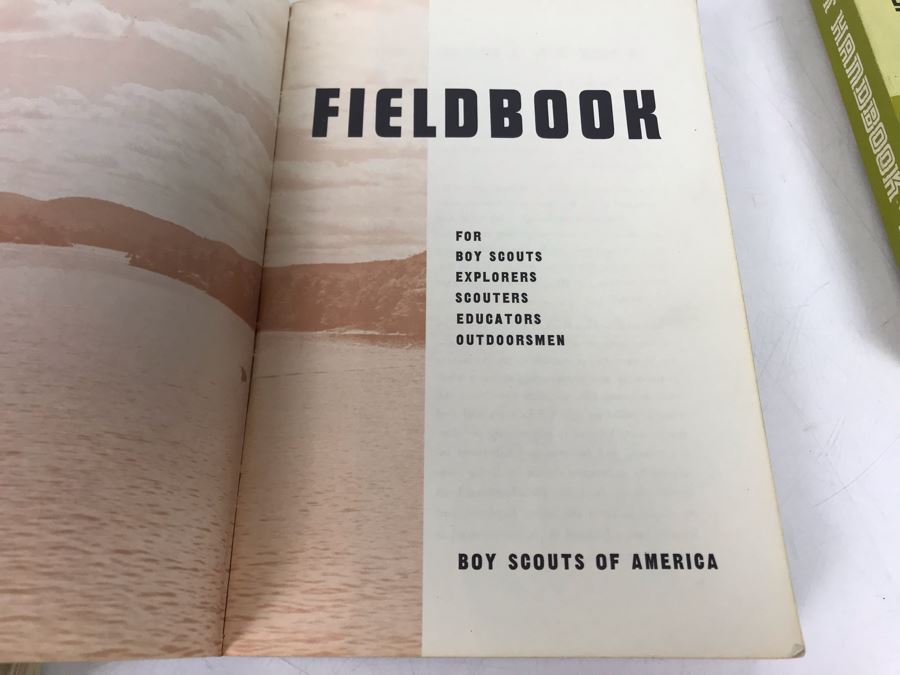 FIELDBOOK
FOR
BOY SCOUTS
EXPLORERS
SCOUTERS
EDUCATORS
OUTDOORSMEN
BOY SCOUTS OF AMERICA
HANDBOOK